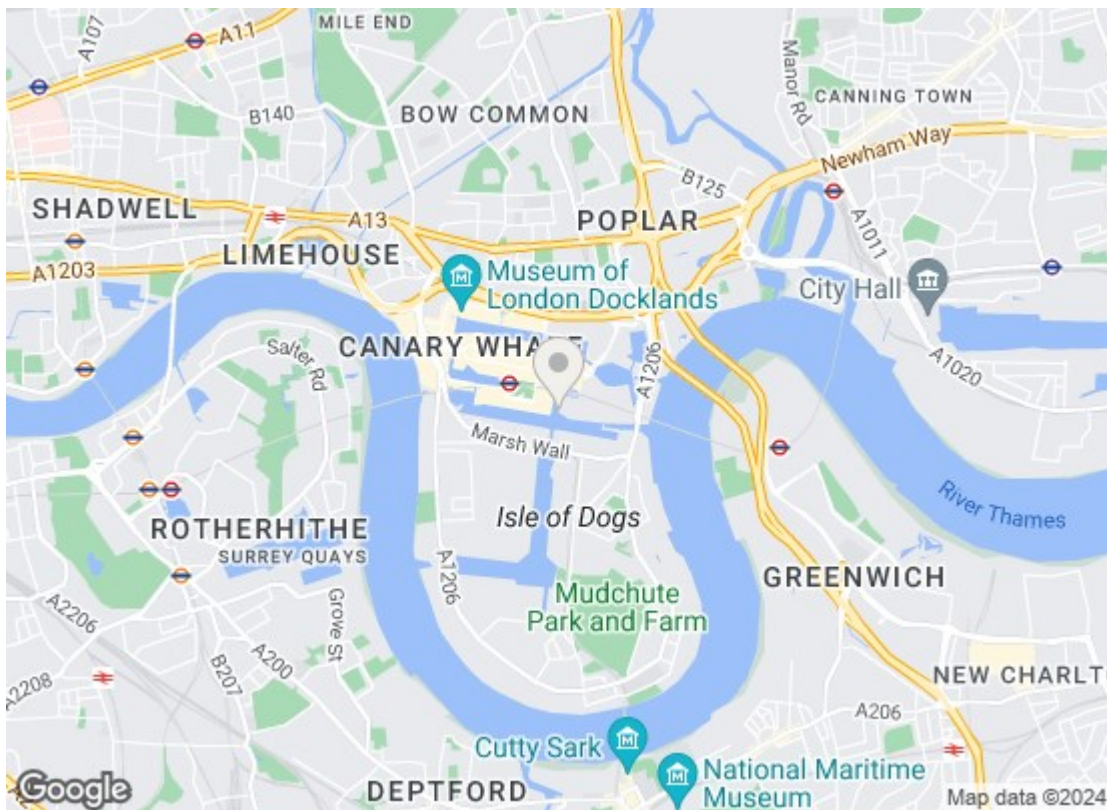 MILE END
A107
A11
B140
BOW COMMON
Manor Rd
CANNING TOWN
Newham Way
B125
SHADWELL
A13
POPLAR
A1011
A1203
LIMEHOUSE
Museum of
London Docklands
City Hall
CANARY WHARF
Salter Rd
A1206
A1020
Marsh Wall
River Thames
Isle of Dogs
ROTHERHITHE
SURREY QUAYS
A1206
GREENWICH
Mudchute
Park and Farm
A2206
Grove St
A200
B207
A2208
NEW CHARLT
A206
Cutty Sark
DEPTFORD
National Maritime
Museum
Google
Map data ©2024